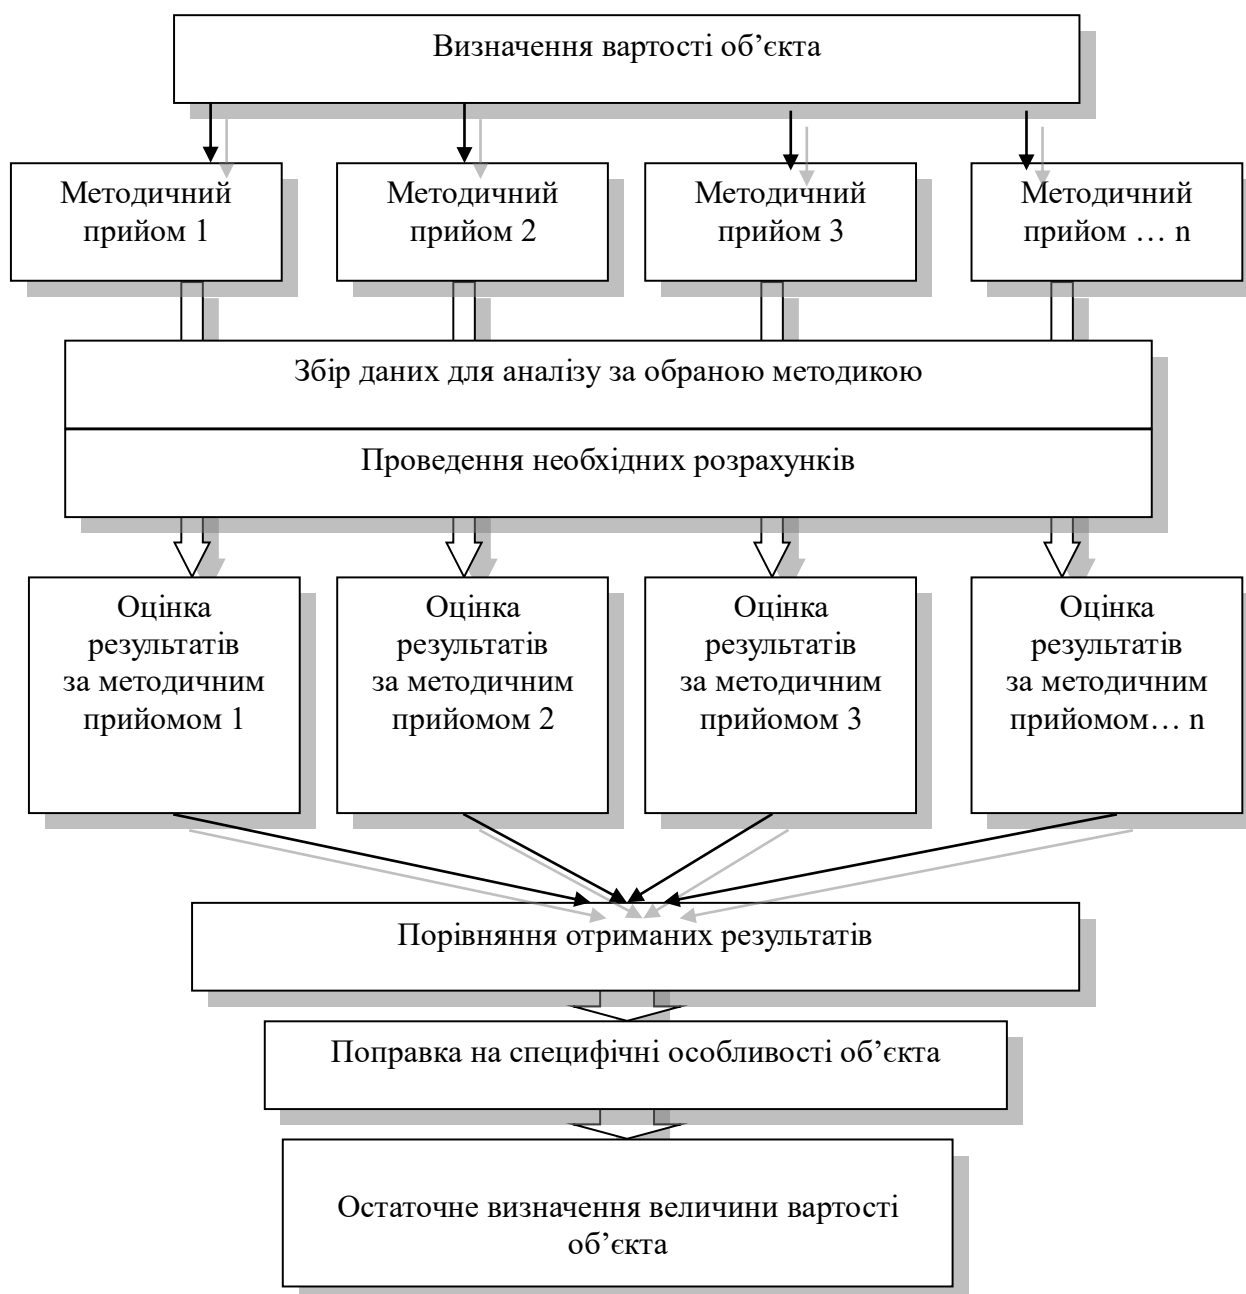 Визначення вартості об’єкта
Методичний
прийом 1
Методичний
прийом 2
Методичний
прийом 3
Методичний
прийом … n
Збір даних для аналізу за обраною методикою
Проведення необхідних розрахунків
Оцінка
результатів
за методичним
прийомом 1
Оцінка
результатів
за методичним
прийомом 2
Оцінка
результатів
за методичним
прийомом 3
Оцінка
результатів
за методичним
прийомом… n
Порівняння отриманих результатів
Поправка на специфічні особливості об’єкта
Остаточне визначення величини вартості
об’єкта